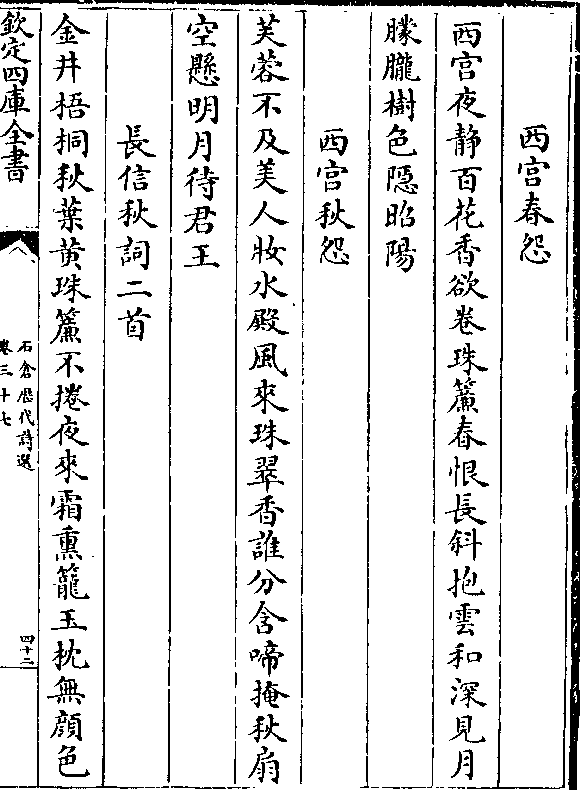 西宫春怨
西宫夜静百花香欲卷珠簾春恨長斜抱雲和深見月
朦朧樹色隱昭陽
西宫秋怨
芙蓉不及美人妝水殿風來珠翠香誰分含啼掩秋扇
空懸明月待君王
長信秋詞二首
金井梧桐秋葉黄珠簾不捲夜來霜熏籠玉枕無顔色
欽定四庫全書
石倉歴代詩選
卷三十七
四十二